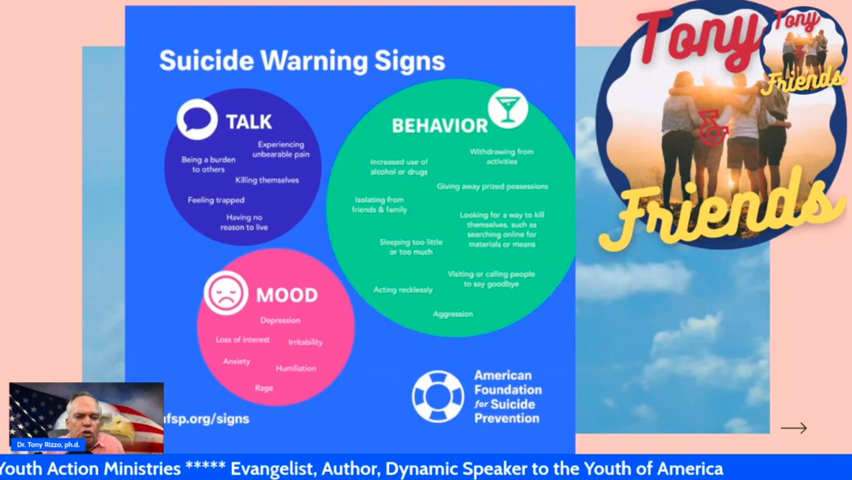 Suicide Warning Signs
TALK
Experiencing
unbearable pain
Being a burden
to others
Killing themselves
Feeling trapped
Having no
reason to live
BEHAVIOR
Withdrawing from
activities
Increased use of
alcohol or drugs
Giving away prized possessions
Isolating from
friends & family
Looking for a way to kill
themselves, such as
searching online for
materials or means
Sleeping too little
or too much
Visiting or calling people
to say goodbye
Acting recklessly
Aggression
MOOD
Depression
Loss of interest
Irritability
Anxiety
Humiliation
Rage
American
Foundation
for Suicide
Prevention
afsp.org/signs
Tony
Friends
Tony
Friends
Dr. Tony Rizzo, ph.d.
Youth Action Ministries ***** Evangelist, Author, Dynamic Speaker to the Youth of America